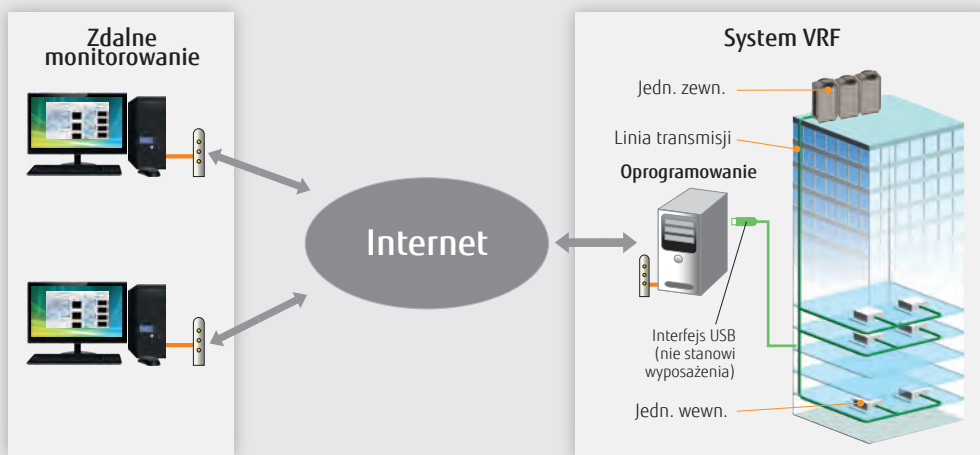 Zdalne
monitorowanie
Internet
System VRF
Jedn. zewn.
Linia transmisji
Oprogramowanie
Interfejs USB
(nie stanowi
wyposażenia)
Jedn. wewn.